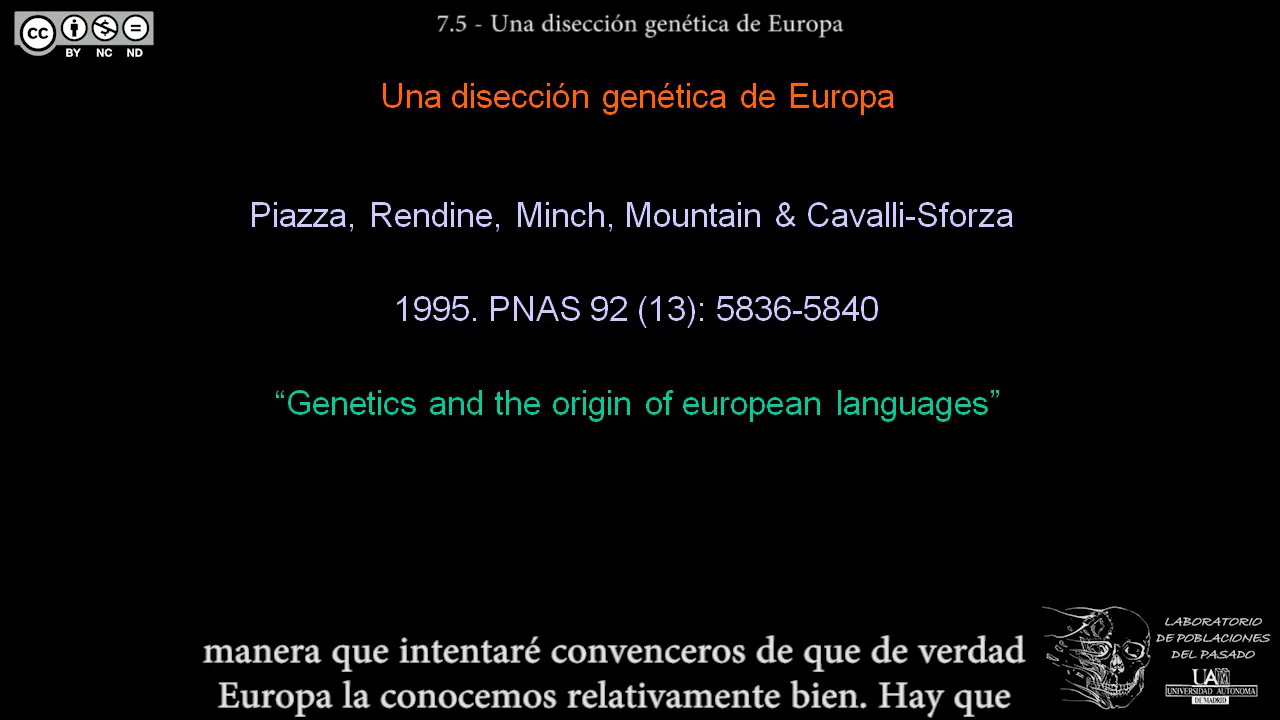 7.5 - Una disección genética de Europa
CC
BY NC ND
Una disección genética de Europa
Piazza, Rendine, Minch, Mountain & Cavalli-Sforza
1995. PNAS 92 (13): 5836-5840
“Genetics and the origin of european languages”
manera que intentaré convenceros de que de verdad
Europa la conocemos relativamente bien. Hay que
LABORATORIO
DE POBLACIONES
DEL PASADO
UAM
UNIVERSIDAD AUTONOMA
DE MADRID